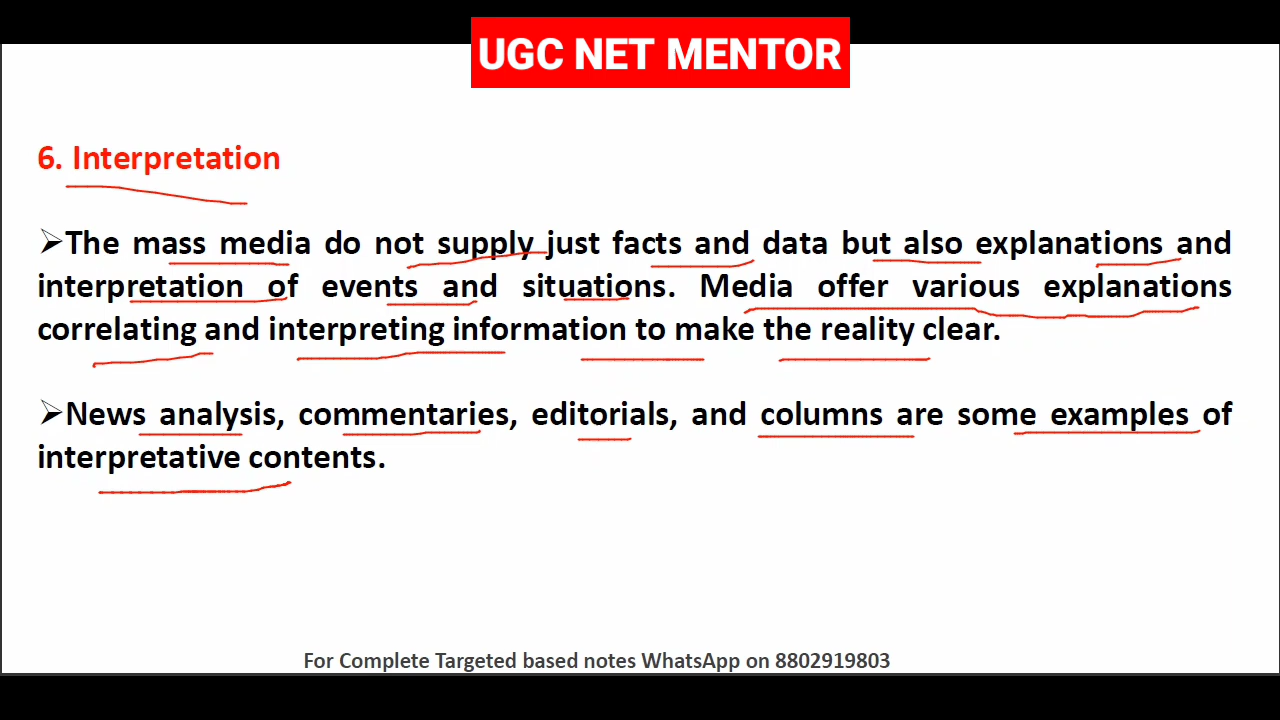 UGC NET MENTOR
6. Interpretation
➢The mass media do not supply just facts and data but also explanations and
interpretation of events and situations. Media offer various explanations
correlating and interpreting information to make the reality clear.
➢News analysis, commentaries, editorials, and columns are some examples of
interpretative contents.
For Complete Targeted based notes WhatsApp on 8802919803